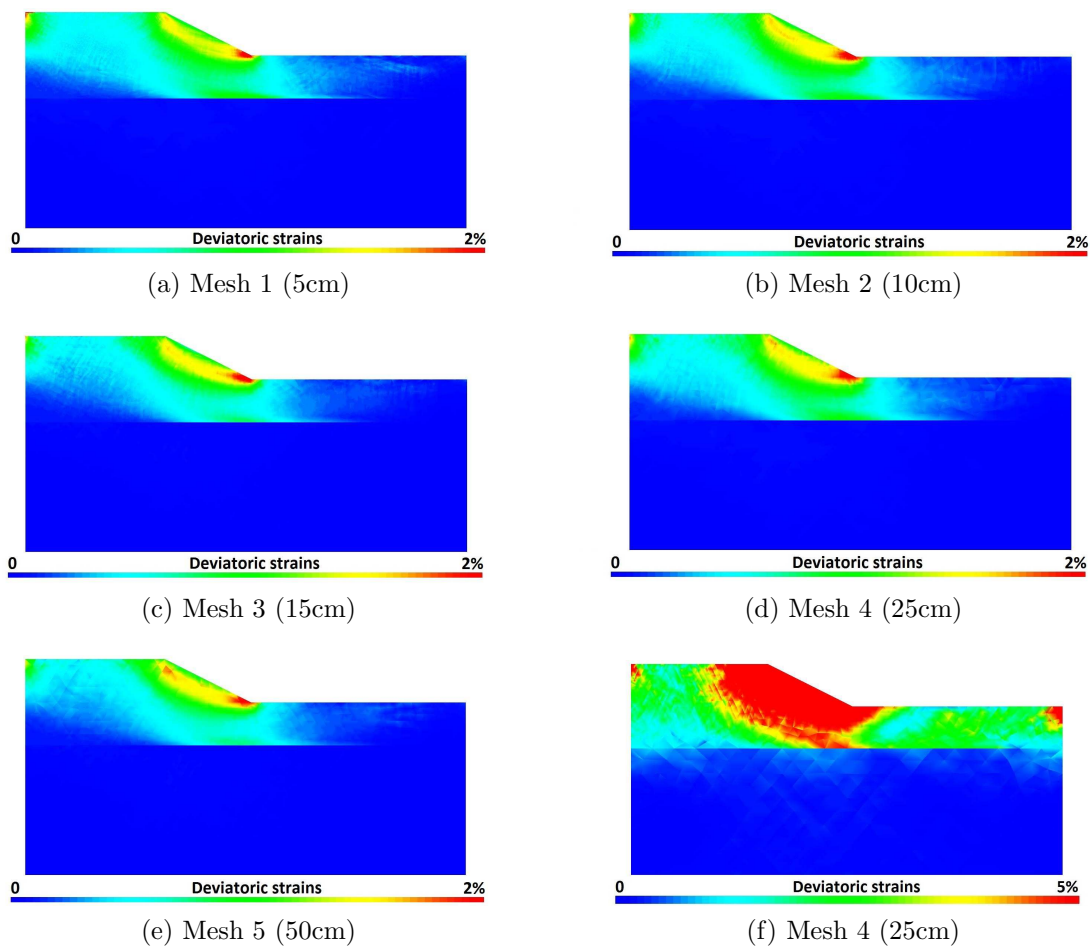 0 Deviatoric strains 2%
(a) Mesh 1 (5cm)
0 Deviatoric strains 2%
(b) Mesh 2 (10cm)
0 Deviatoric strains 2%
(c) Mesh 3 (15cm)
0 Deviatoric strains 2%
(d) Mesh 4 (25cm)
0 Deviatoric strains 2%
(e) Mesh 5 (50cm)
0 Deviatoric strains 5%
(f) Mesh 4 (25cm)